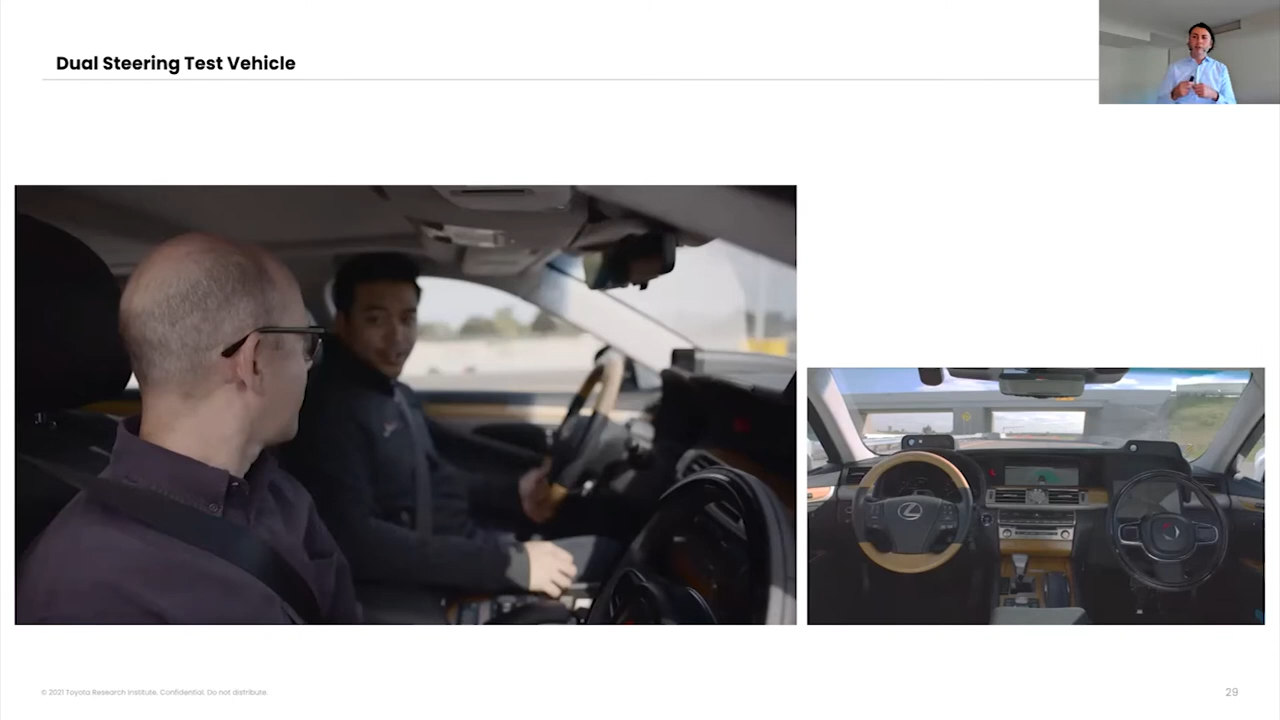 Dual Steering Test Vehicle
© 2021 Toyota Research Institute. Confidential. Do not distribute.
29